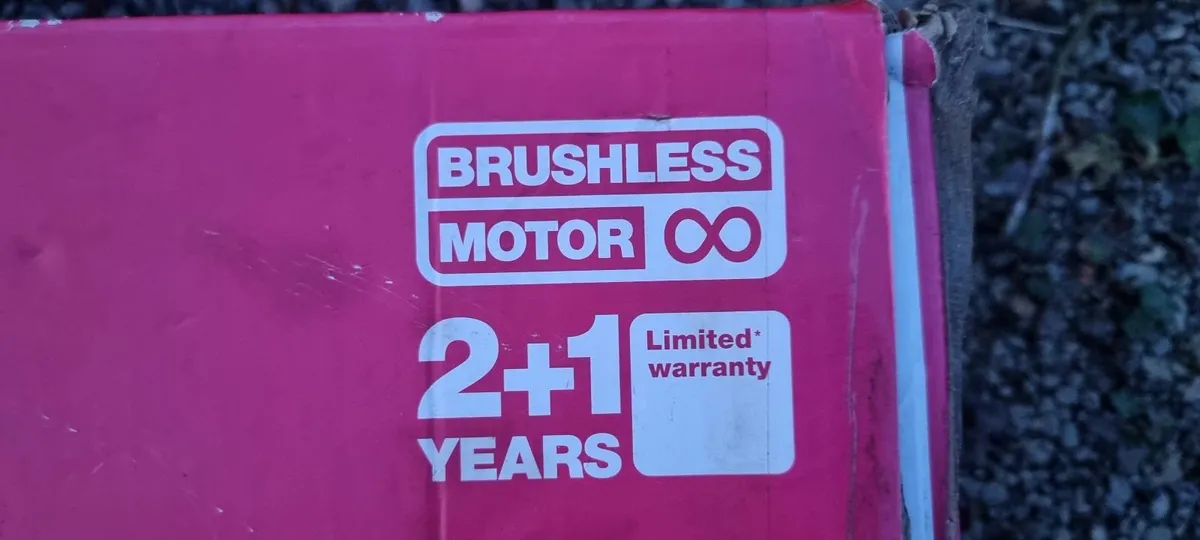 BRUSHLESS
MOTOR ∞
2+1
YEARS
Limited*
warranty